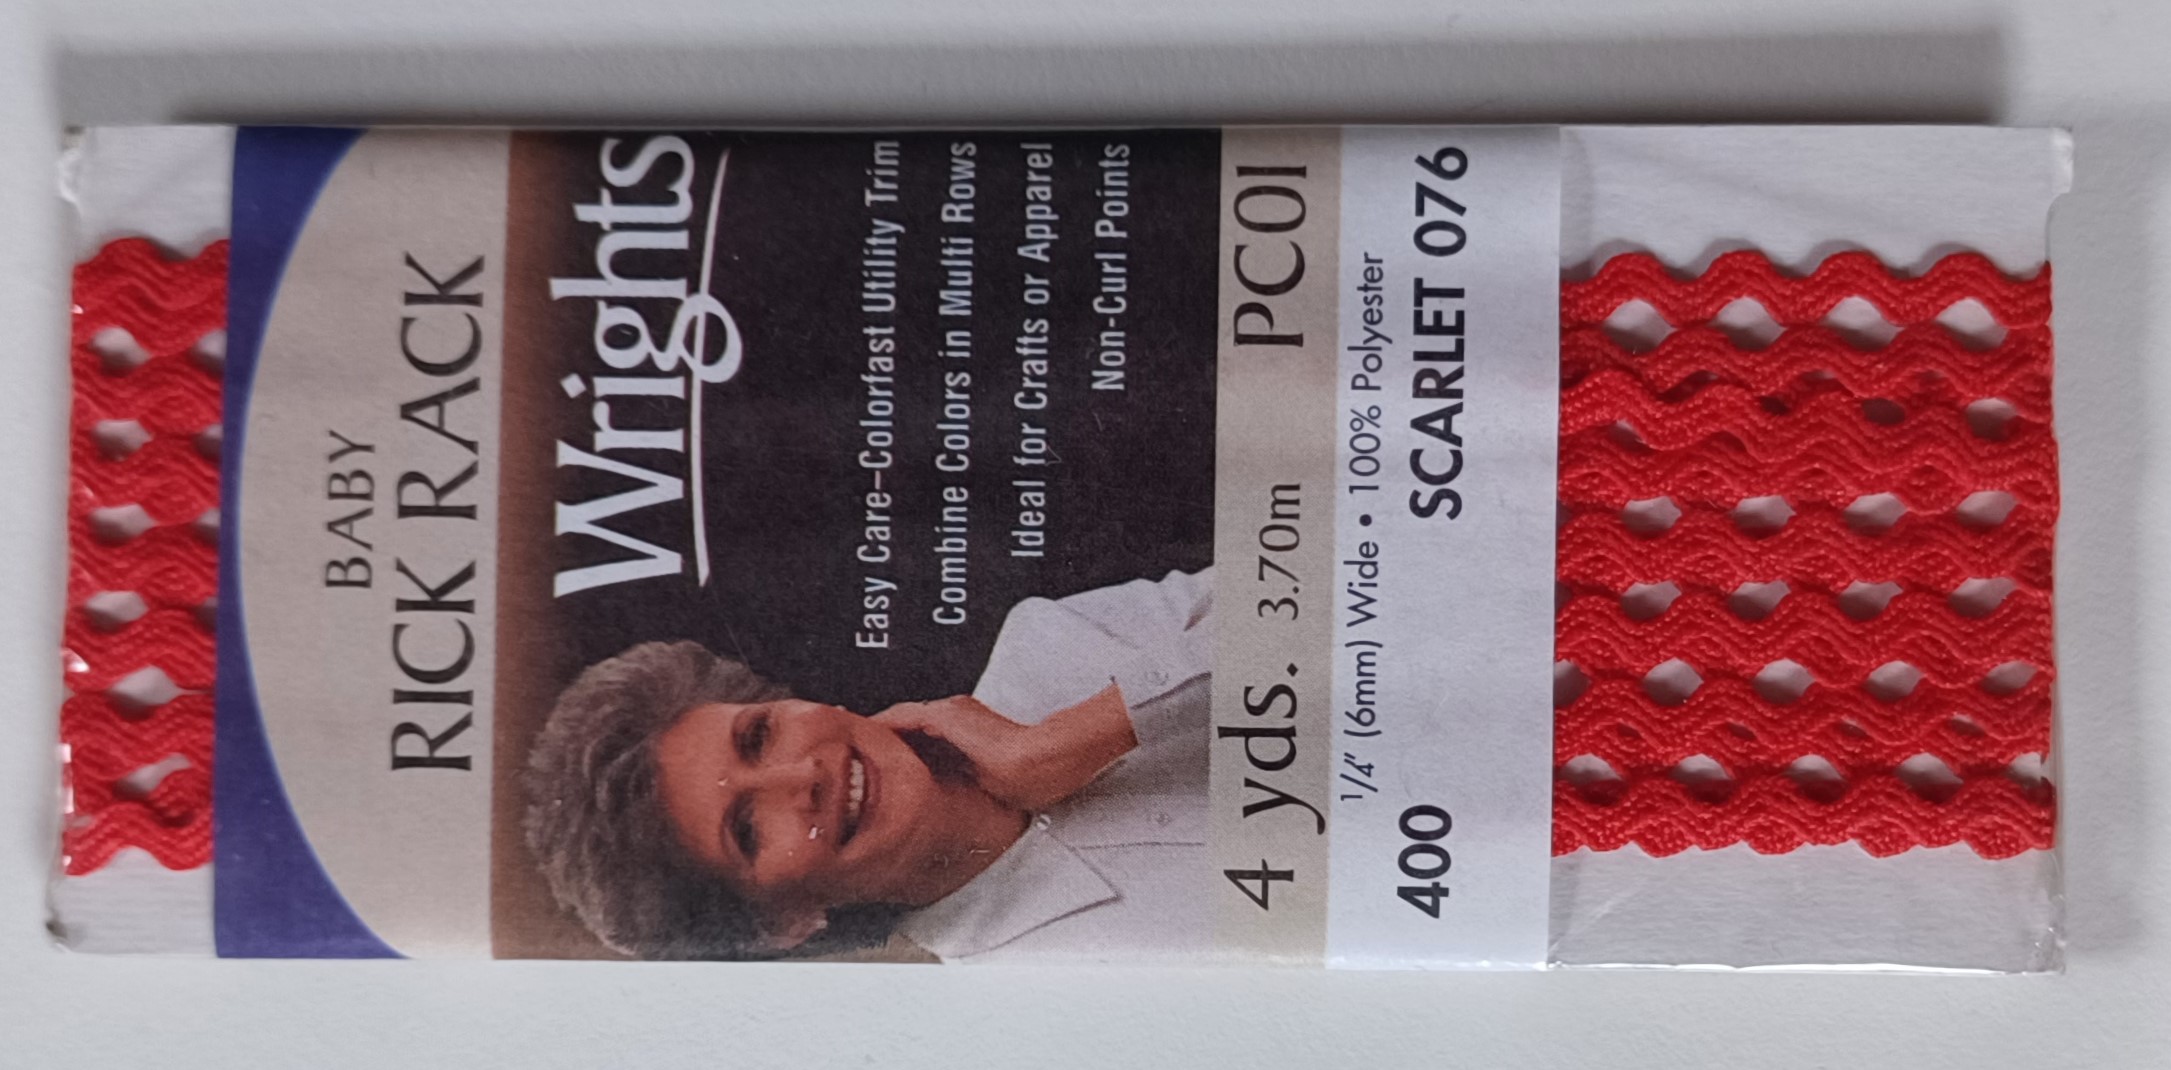 BABY
RICK RACK
Wrights
Easy Care–Colorfast Utility Trim
Combine Colors in Multi Rows
Ideal for Crafts or Apparel
Non-Curl Points
4 yds. 3.70m PC01
1/4" (6mm) Wide • 100% Polyester
400 SCARLET 076